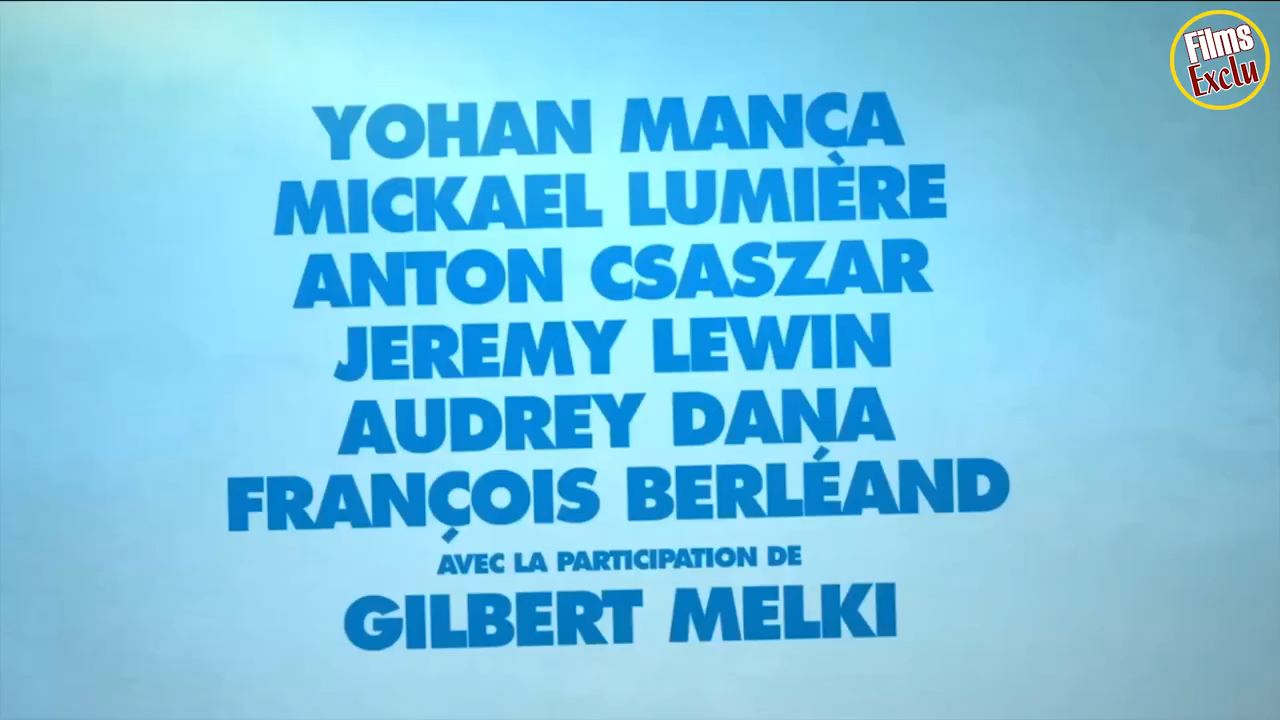 Films
Exclu
YOHAN MANÇA
MICKAEL LUMIÈRE
ANTON CSASZAR
JEREMY LEWIN
AUDREY DANA
FRANÇOIS BERLÉAND
AVEC LA PARTICIPATION DE
GILBERT MELKI